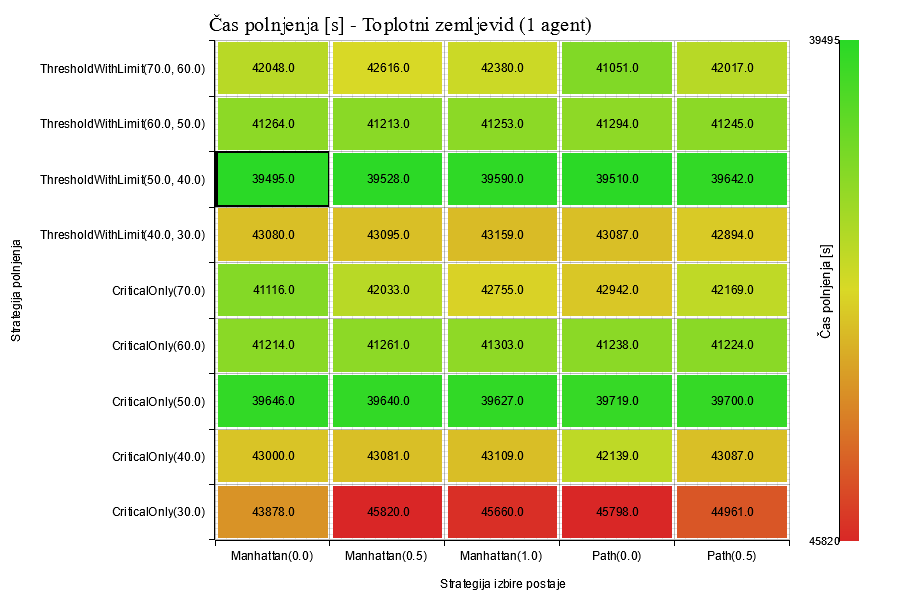 Čas polnjenja [s] - Toplotni zemljevid (1 agent)
ThresholdWithLimit(70.0, 60.0) 42048.0 42616.0 42380.0 41051.0 42017.0
ThresholdWithLimit(60.0, 50.0) 41264.0 41213.0 41253.0 41294.0 41245.0
ThresholdWithLimit(50.0, 40.0) 39495.0 39528.0 39590.0 39510.0 39642.0
ThresholdWithLimit(40.0, 30.0) 43080.0 43095.0 43159.0 43087.0 42894.0
CriticalOnly(70.0) 41116.0 42033.0 42755.0 42942.0 42169.0
CriticalOnly(60.0) 41214.0 41261.0 41303.0 41238.0 41224.0
CriticalOnly(50.0) 39646.0 39640.0 39627.0 39719.0 39700.0
CriticalOnly(40.0) 43000.0 43081.0 43109.0 42139.0 43087.0
CriticalOnly(30.0) 43878.0 45820.0 45660.0 45798.0 44961.0
Manhattan(0.0) Manhattan(0.5) Manhattan(1.0) Path(0.0) Path(0.5)
Strategija izbire postaje
Strategija polnjenja
39495
Čas polnjenja [s]
45820